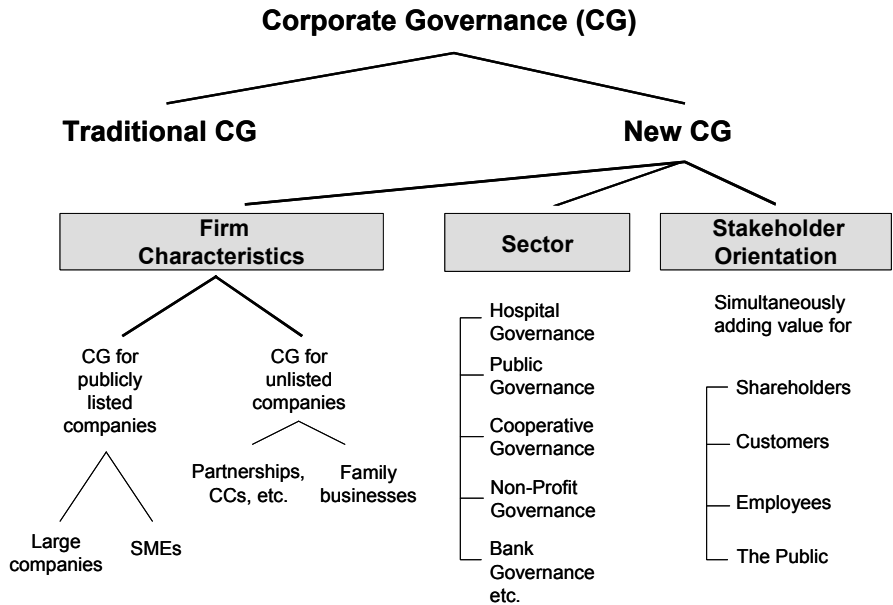 Corporate Governance (CG)
Traditional CG
New CG
Firm
Characteristics
Sector
Stakeholder
Orientation
CG for
publicly
listed
companies
CG for
unlisted
companies
Large
companies
SMEs
Partnerships,
CCs, etc.
Family
businesses
Hospital
Governance
Public
Governance
Cooperative
Governance
Non-Profit
Governance
Bank
Governance
etc.
Simultaneously
adding value for
Shareholders
Customers
Employees
The Public